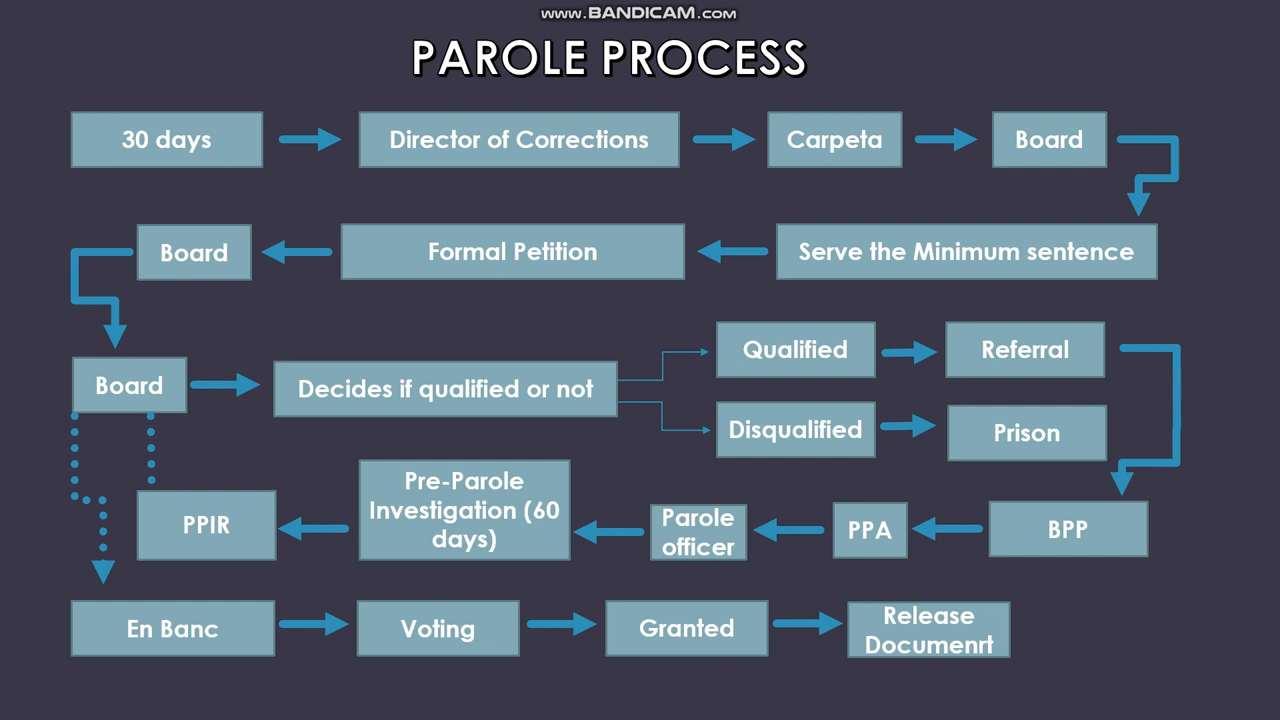 www.BANDICAM.com
PAROLE PROCESS
30 days
Director of Corrections
Carpeta
Board
Serve the Minimum sentence
Formal Petition
Board
Board
Decides if qualified or not
Qualified
Referral
Disqualified
Prison
BPP
PPA
Parole
officer
Pre-Parole
Investigation (60
days)
PPIR
En Banc
Voting
Granted
Release
Documenrt